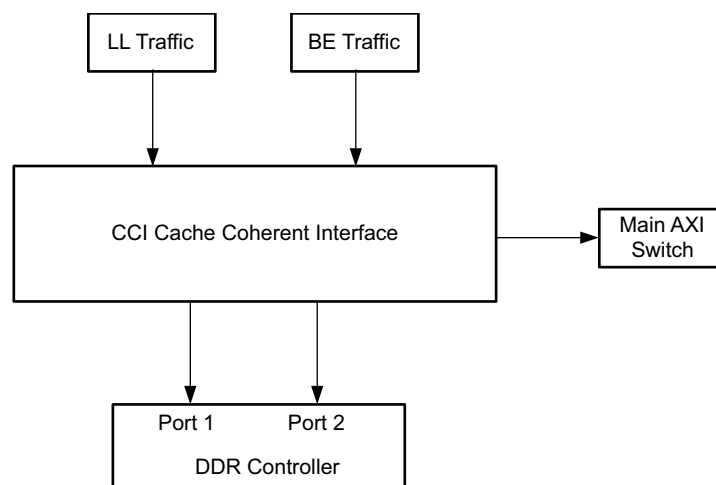 LL Traffic
BE Traffic
CCI Cache Coherent Interface
Main AXI
Switch
Port 1
Port 2
DDR Controller